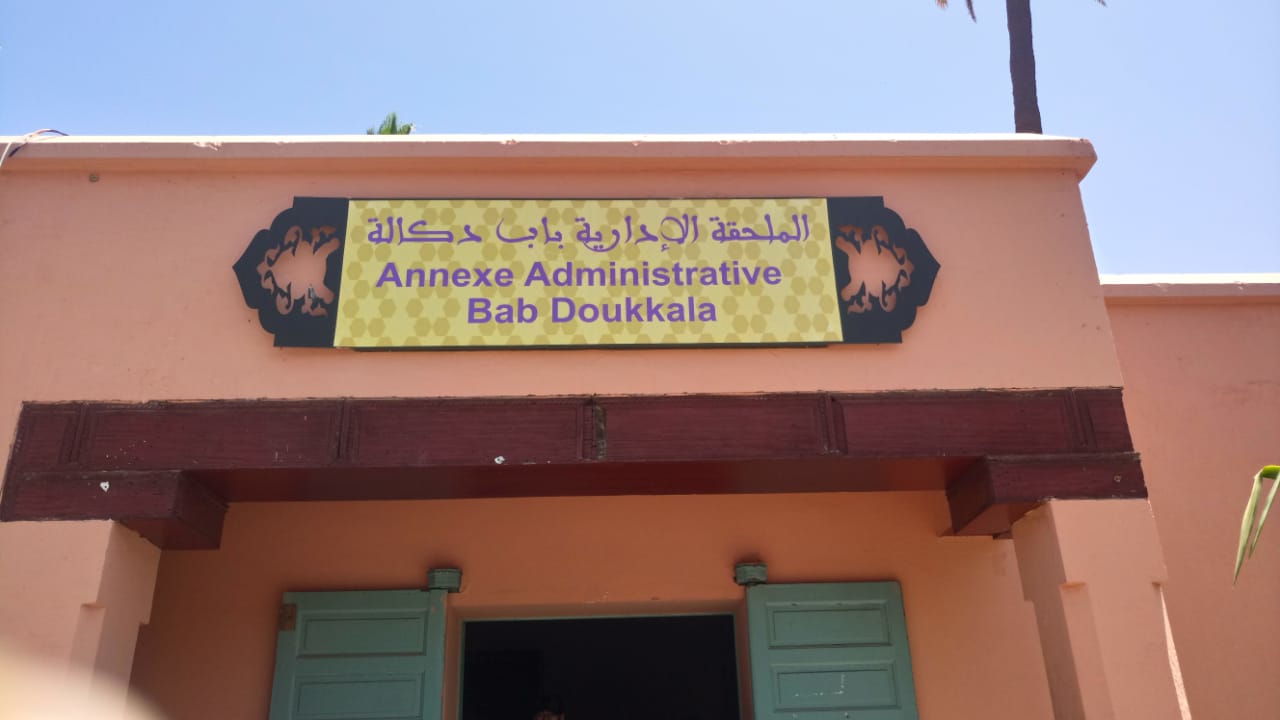 الملحقة الإدارية باب دكالة
Annexe Administrative
Bab Doukkala